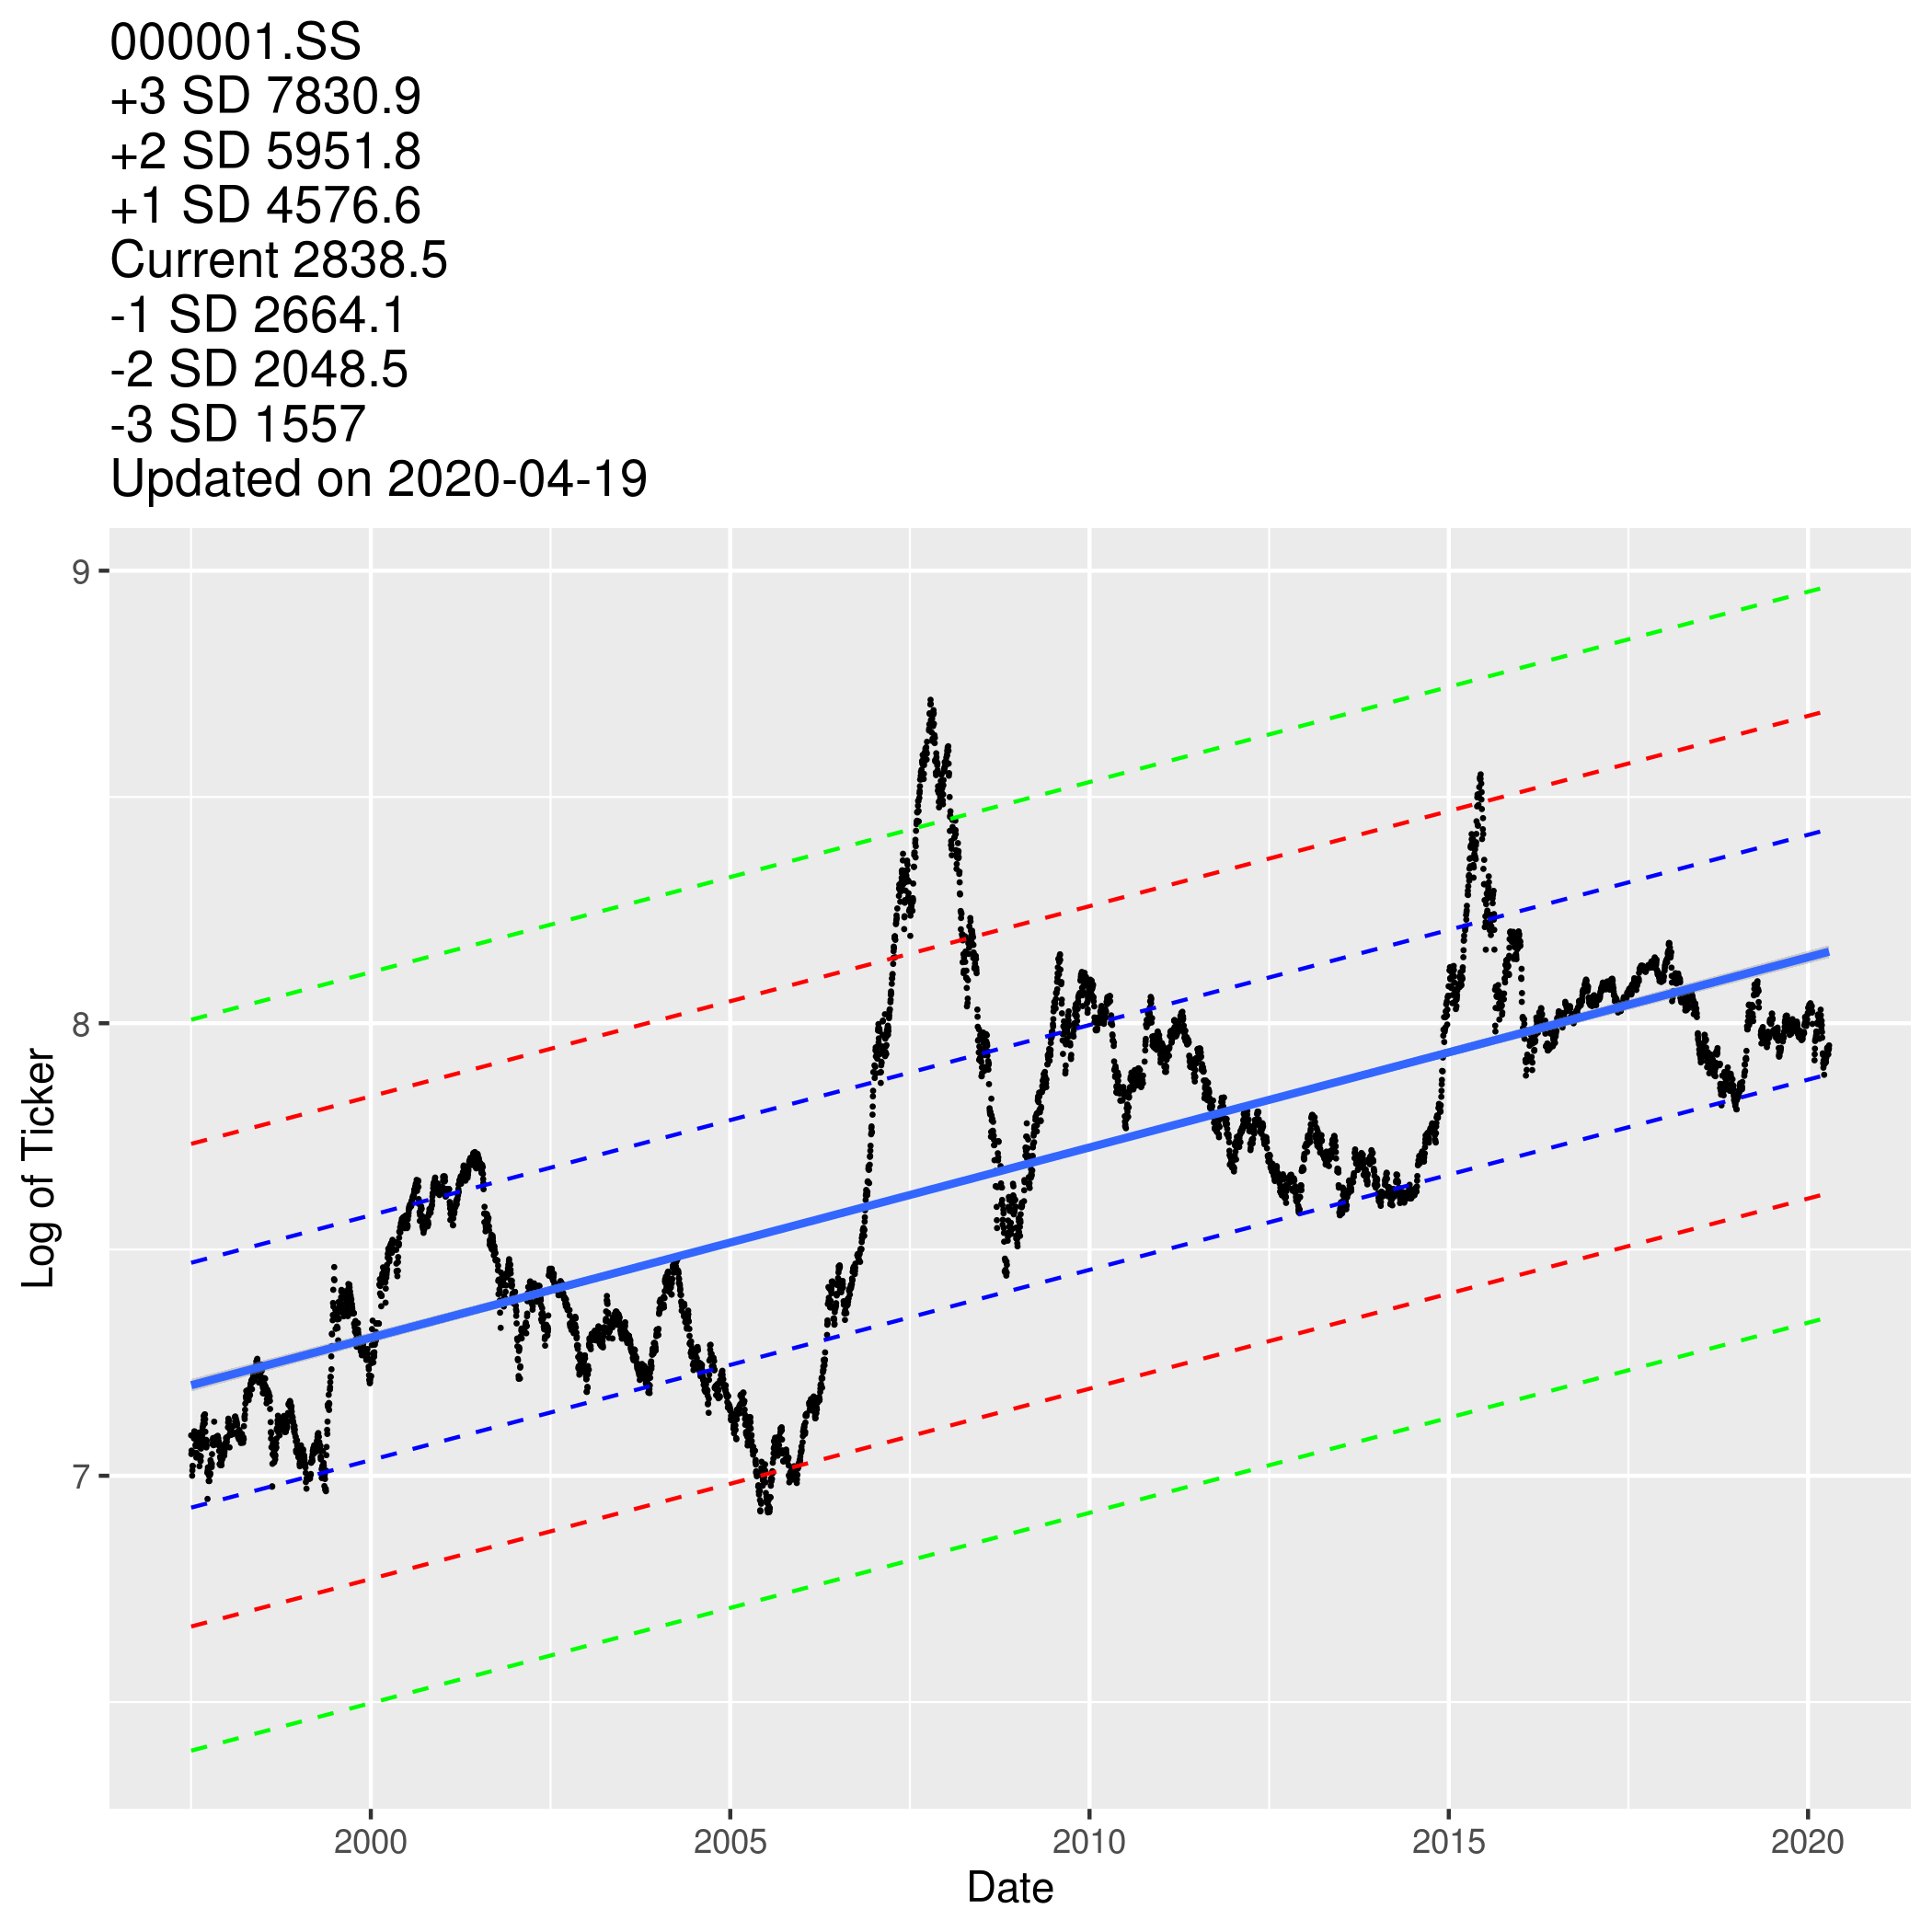 000001.SS
+3 SD 7830.9
+2 SD 5951.8
+1 SD 4576.6
Current 2838.5
-1 SD 2664.1
-2 SD 2048.5
-3 SD 1557
Updated on 2020-04-19
9
8
7
Log of Ticker
2000 2005 2010 2015 2020
Date